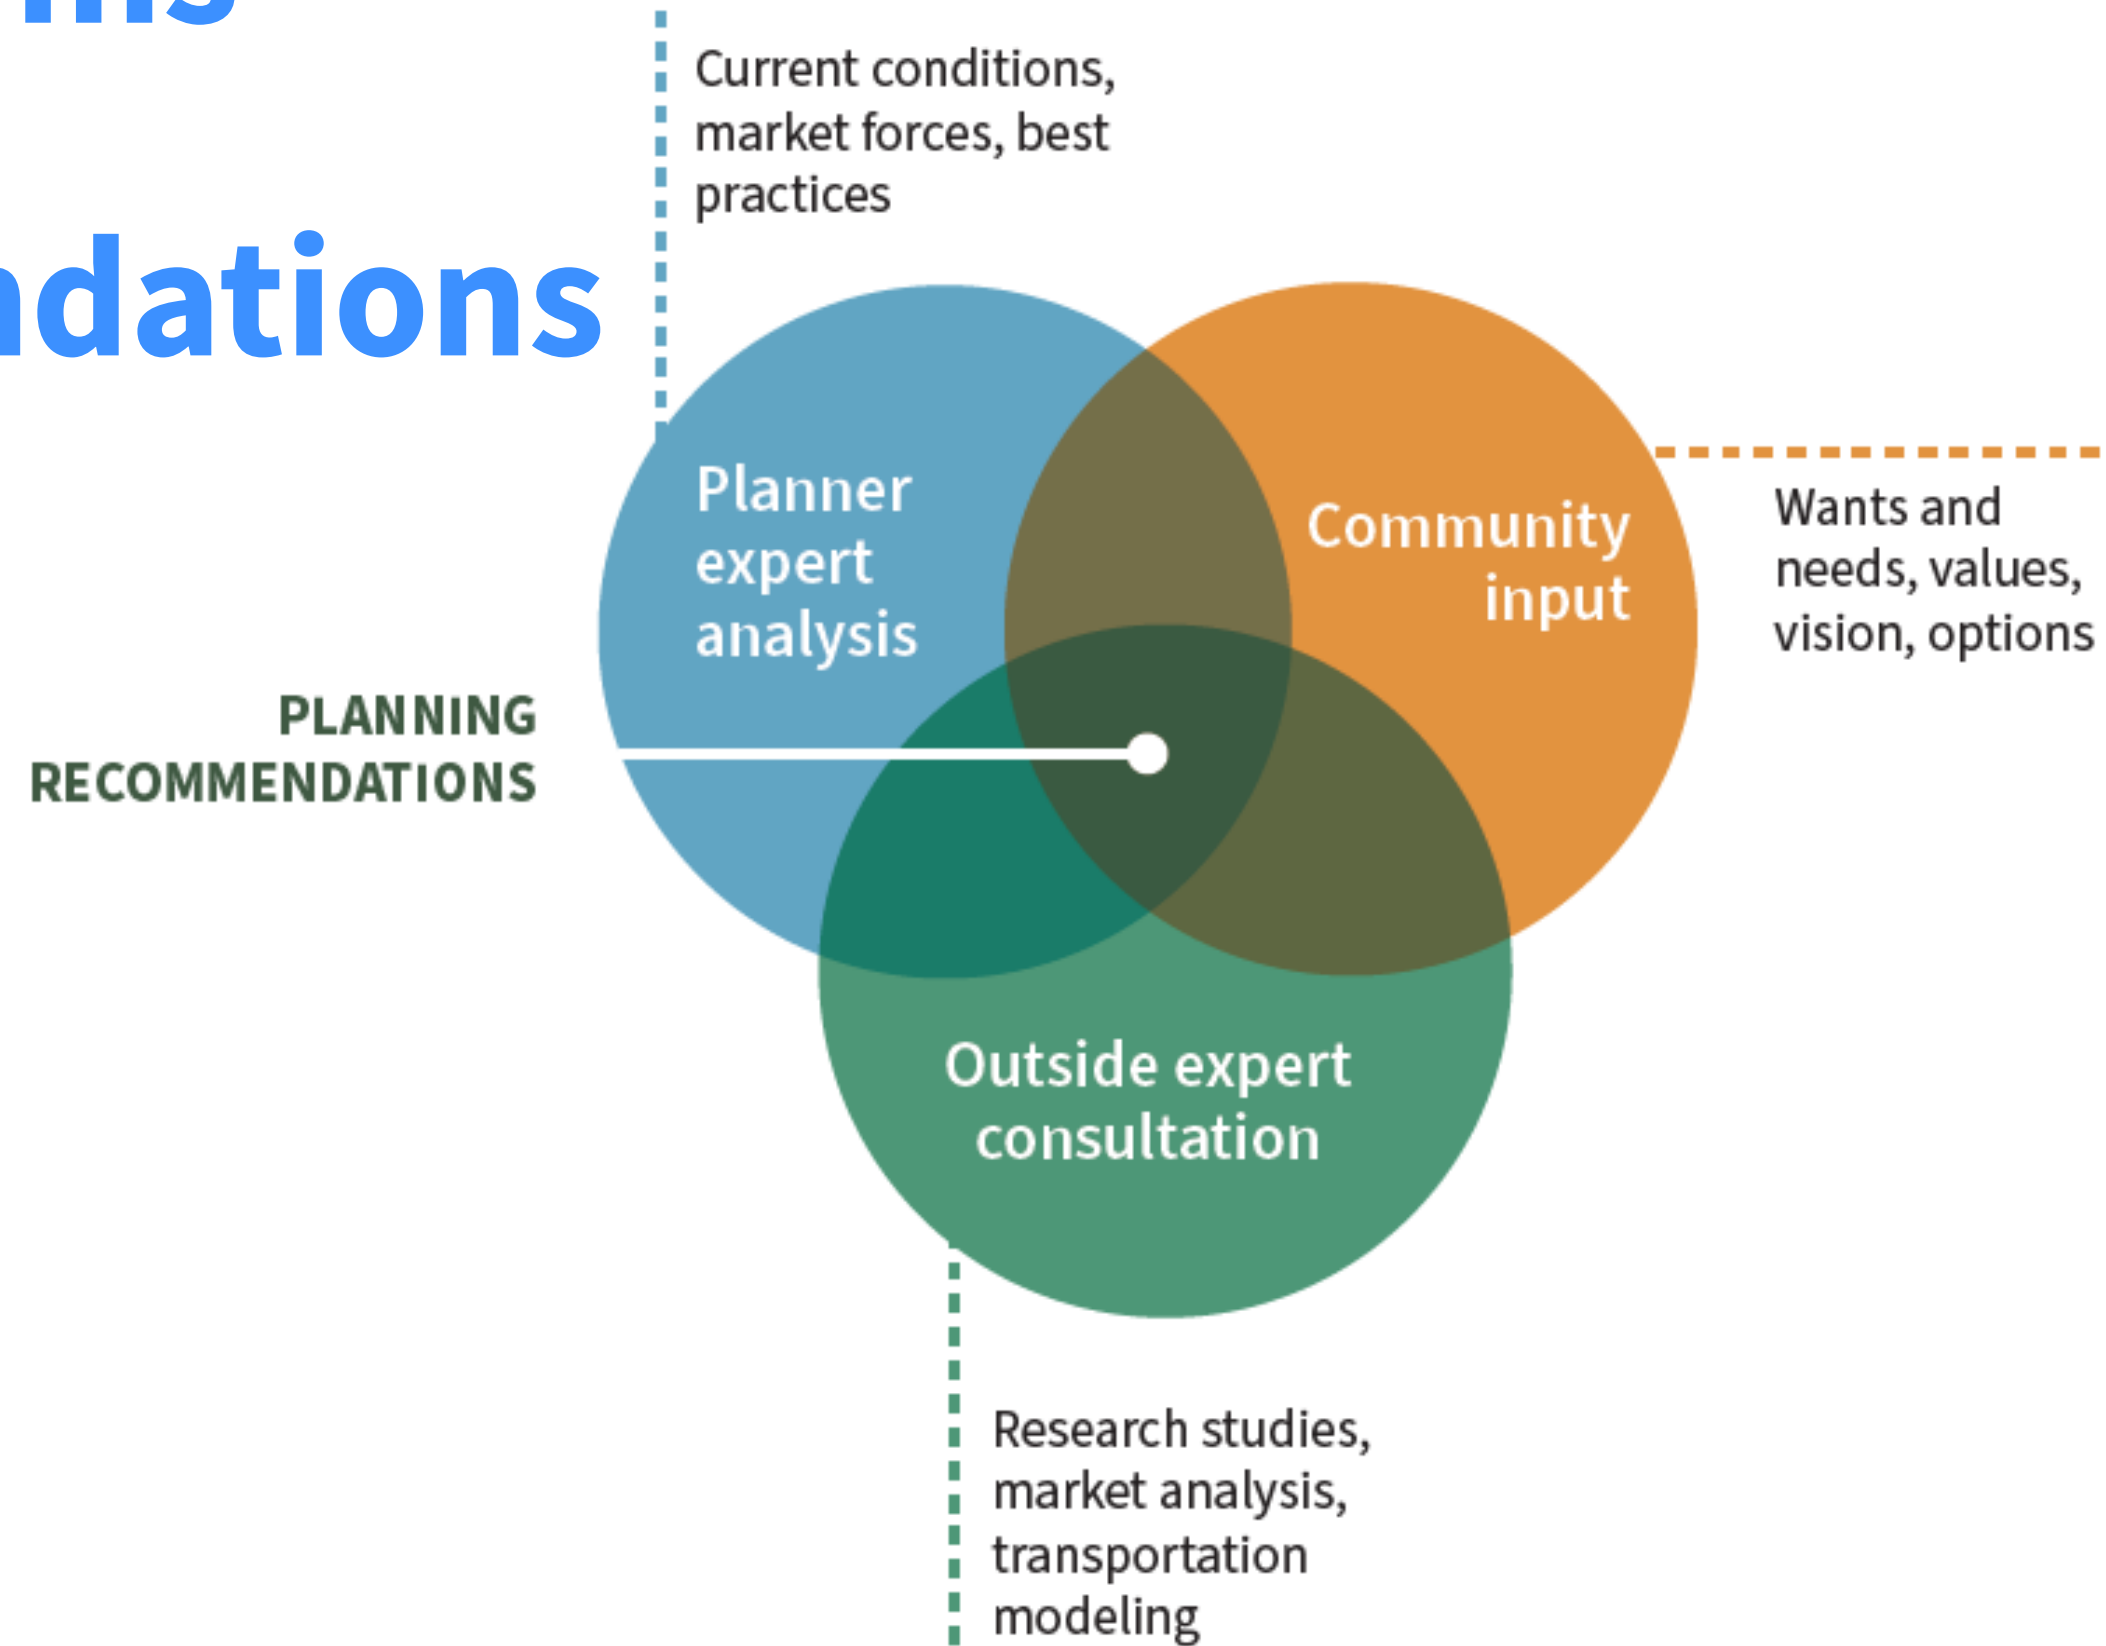 Current conditions,
market forces, best
practices
ndations
Planner
expert
analysis
Community
input
Wants and
needs, values,
vision, options
PLANNING
RECOMMENDATIONS
Outside expert
consultation
Research studies,
market analysis,
transportation
modeling